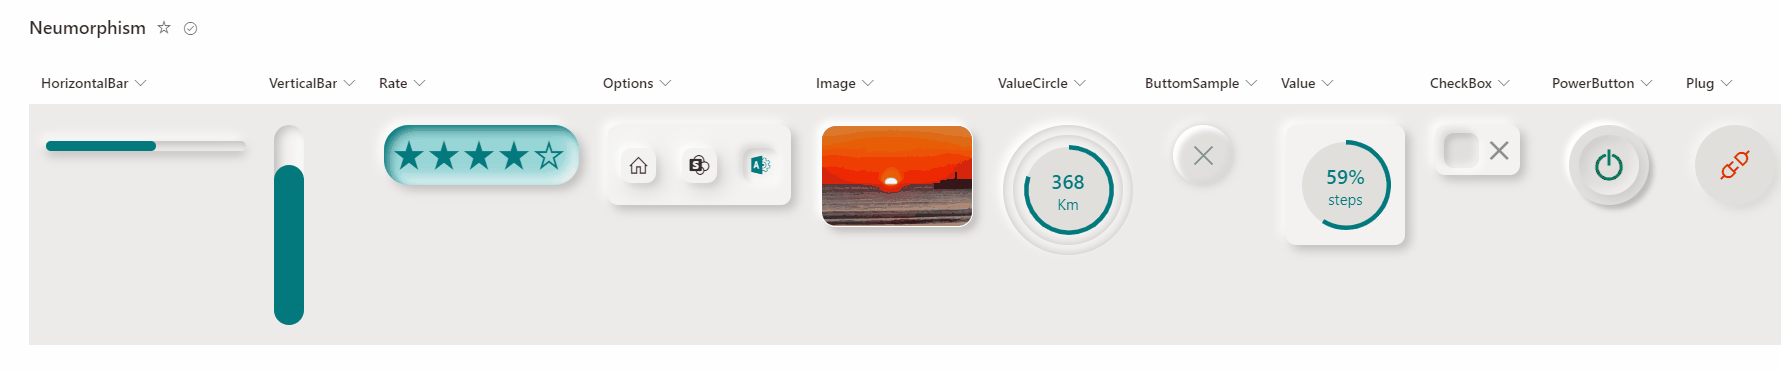 Neumorphism
HorizontalBar VerticalBar Rate Options Image ValueCircle ButtomSample Value CheckBox PowerButton Plug
S
A
368
Km
59%
steps